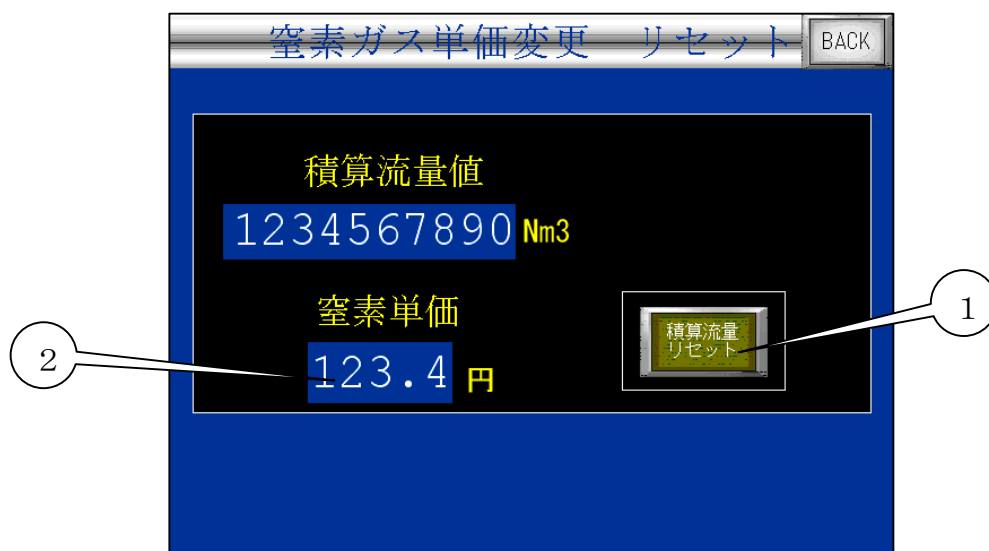 窒素ガス単価変更　リセット
BACK
積算流量値
1234567890 Nm3
窒素単価
123.4 円
積算流量
リセット
1
2